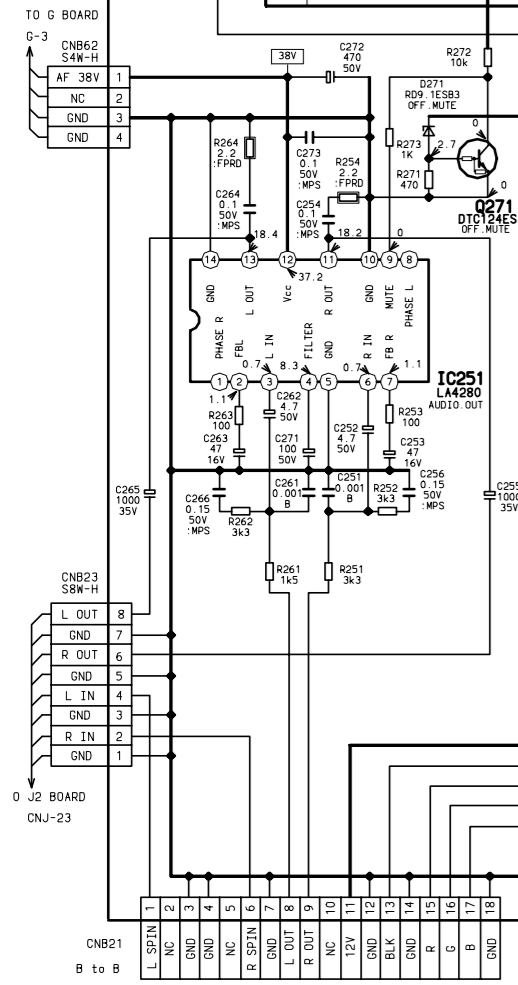 TO G BOARD
G-3
CNB62
S4W-H
AF 38V 1
NC 2
GND 3
GND 4
38V
C272
470
50V
R272
10k
D271
RD9.1ESB3
OFF.MUTE
0
R264
2.2
:FPRD
C273
0.1
50V
:MPS
R254
2.2
:FPRD
R273
1K
2.7
R271
470
0
Q271
DTC124ES
OFF.MUTE
C264
0.1
50V
:MPS
C254
0.1
50V
:MPS
18.4
18.2
0
14 13 12 11 10 9 8
37.2
GND
L OUT
Vcc
R OUT
GND
MUTE
PHASE L
PHASE R
FBL
L IN
FILTER
GND
R IN
FB R
0.7
8.3
0.7
1.1
1 2 3 4 5 6 7
1.1
IC251
LA4280
AUDIO.OUT
R263
100
C262
4.7
50V
C252
4.7
50V
R253
100
C263
47
16V
C271
100
50V
C253
47
16V
C265
1000
35V
C266
0.15
50V
:MPS
R262
3k3
C261
0.001
B
C251
0.001
B
R252
3k3
C256
0.15
50V
:MPS
C255
1000
35V
R261
1k5
R251
3k3
CNB23
S8W-H
L OUT 8
GND 7
R OUT 6
GND 5
L IN 4
GND 3
R IN 2
GND 1
O J2 BOARD
CNJ-23
CNB21
B to B
1 L SPIN
2 NC
3 GND
4 GND
5 NC
6 R SPIN
7 GND
8 L OUT
9 R OUT
10 NC
11 12V
12 GND
13 BLK
14 GND
15 R
16 G
17 B
18 GND